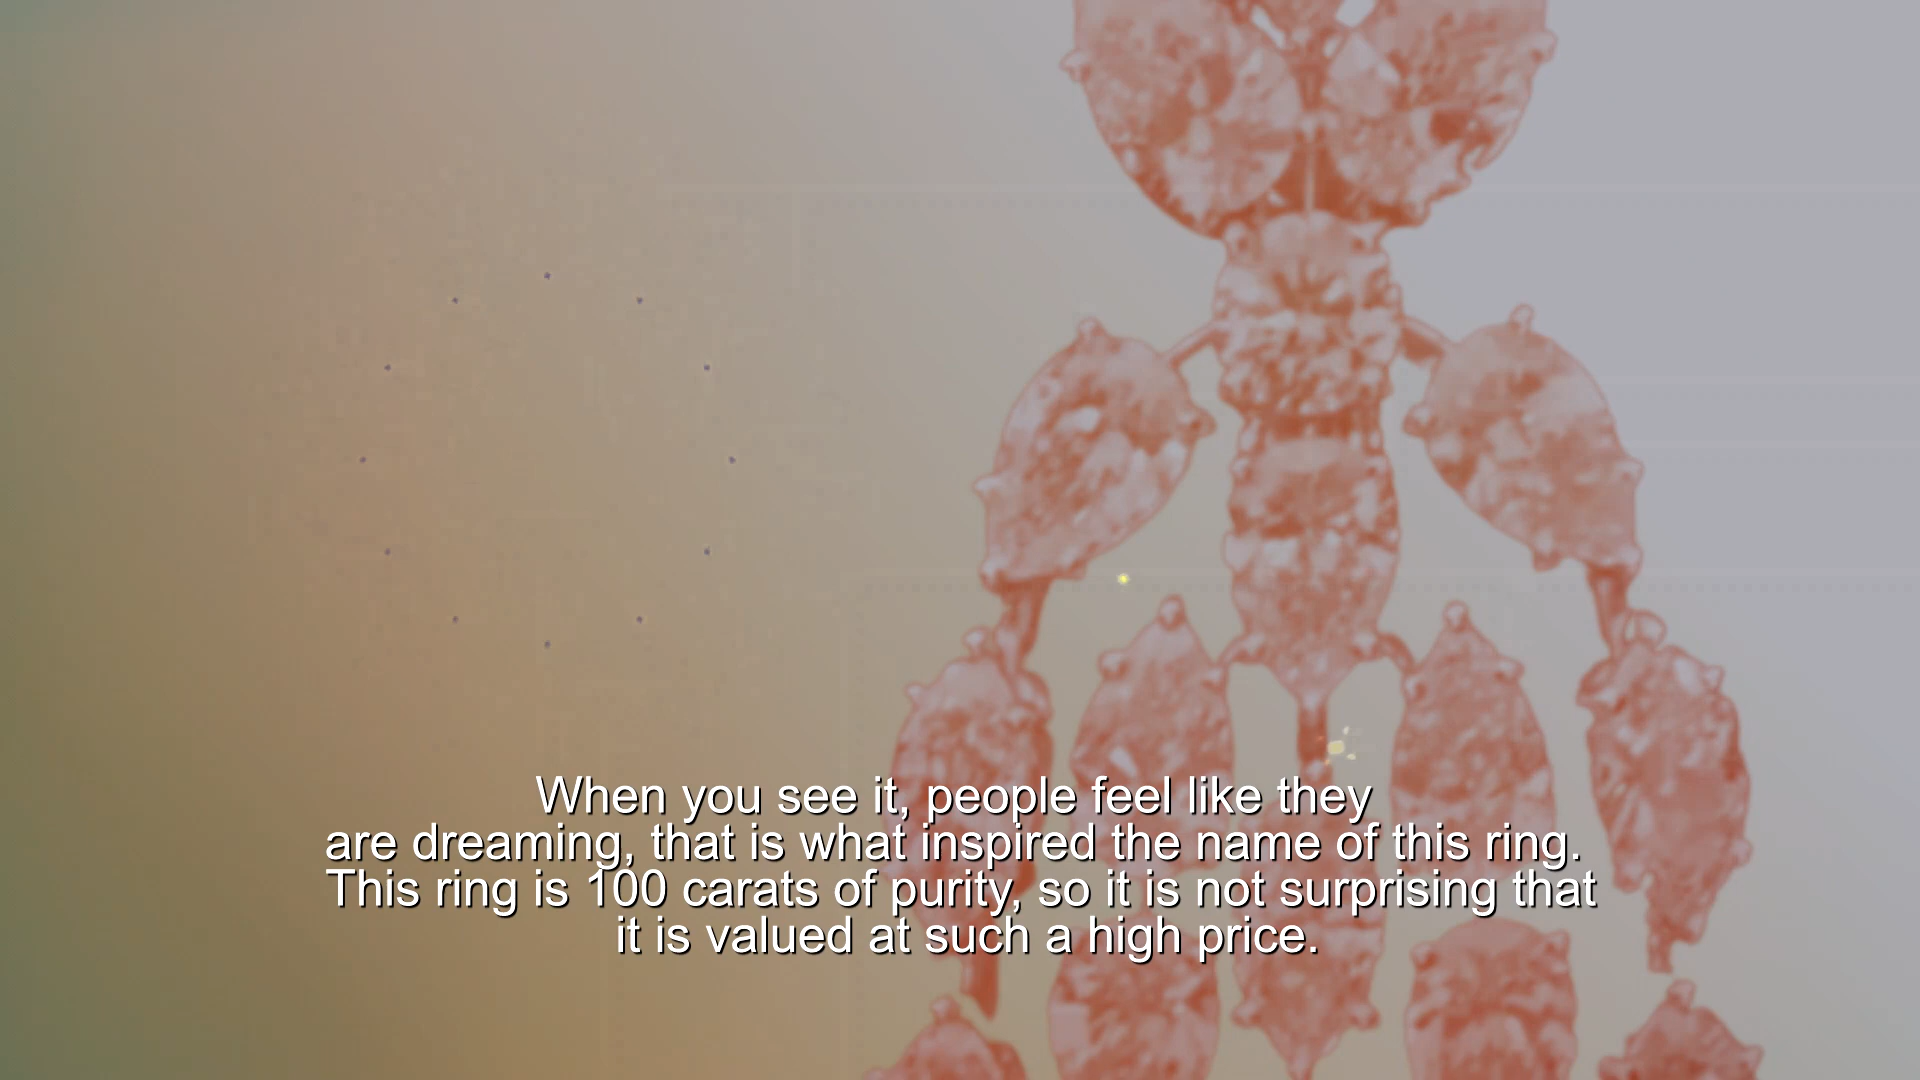 When you see it, people feel like they
are dreaming, that is what inspired the name of this ring.
This ring is 100 carats of purity, so it is not surprising that
it is valued at such a high price.